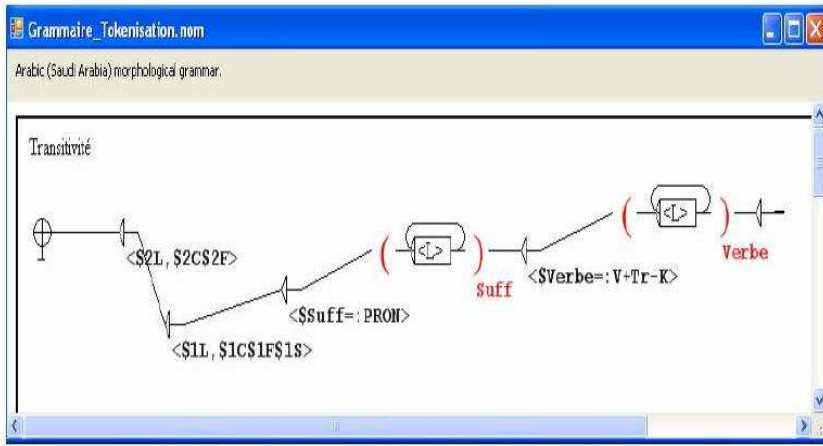 Grammaire_Tokenisation.nom
Arabic (Saudi Arabia) morphological grammar.
Transitivité
<L>
<L>
Verbe
<$2L,$2C$2F>
Suff
<$Verbe=:V+Tr-K>
<$Suff=:PRON>
<$1L,$1C$1F$1S>